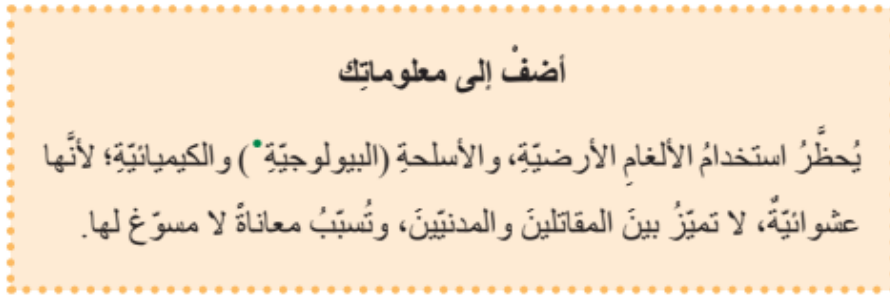 أضفْ إلى معلوماتِك
يُحظَّرُ استخدامُ الألغامِ الأرضيّةِ، والأسلحةِ (البيولوجيّةِ•) والكيميائيّةِ؛ لأنَّها
عشوائيّةٌ، لا تميّزُ بينَ المقاتلينَ والمدنيّينَ، وتُسبّبُ معاناةً لا مسوّغَ لها.